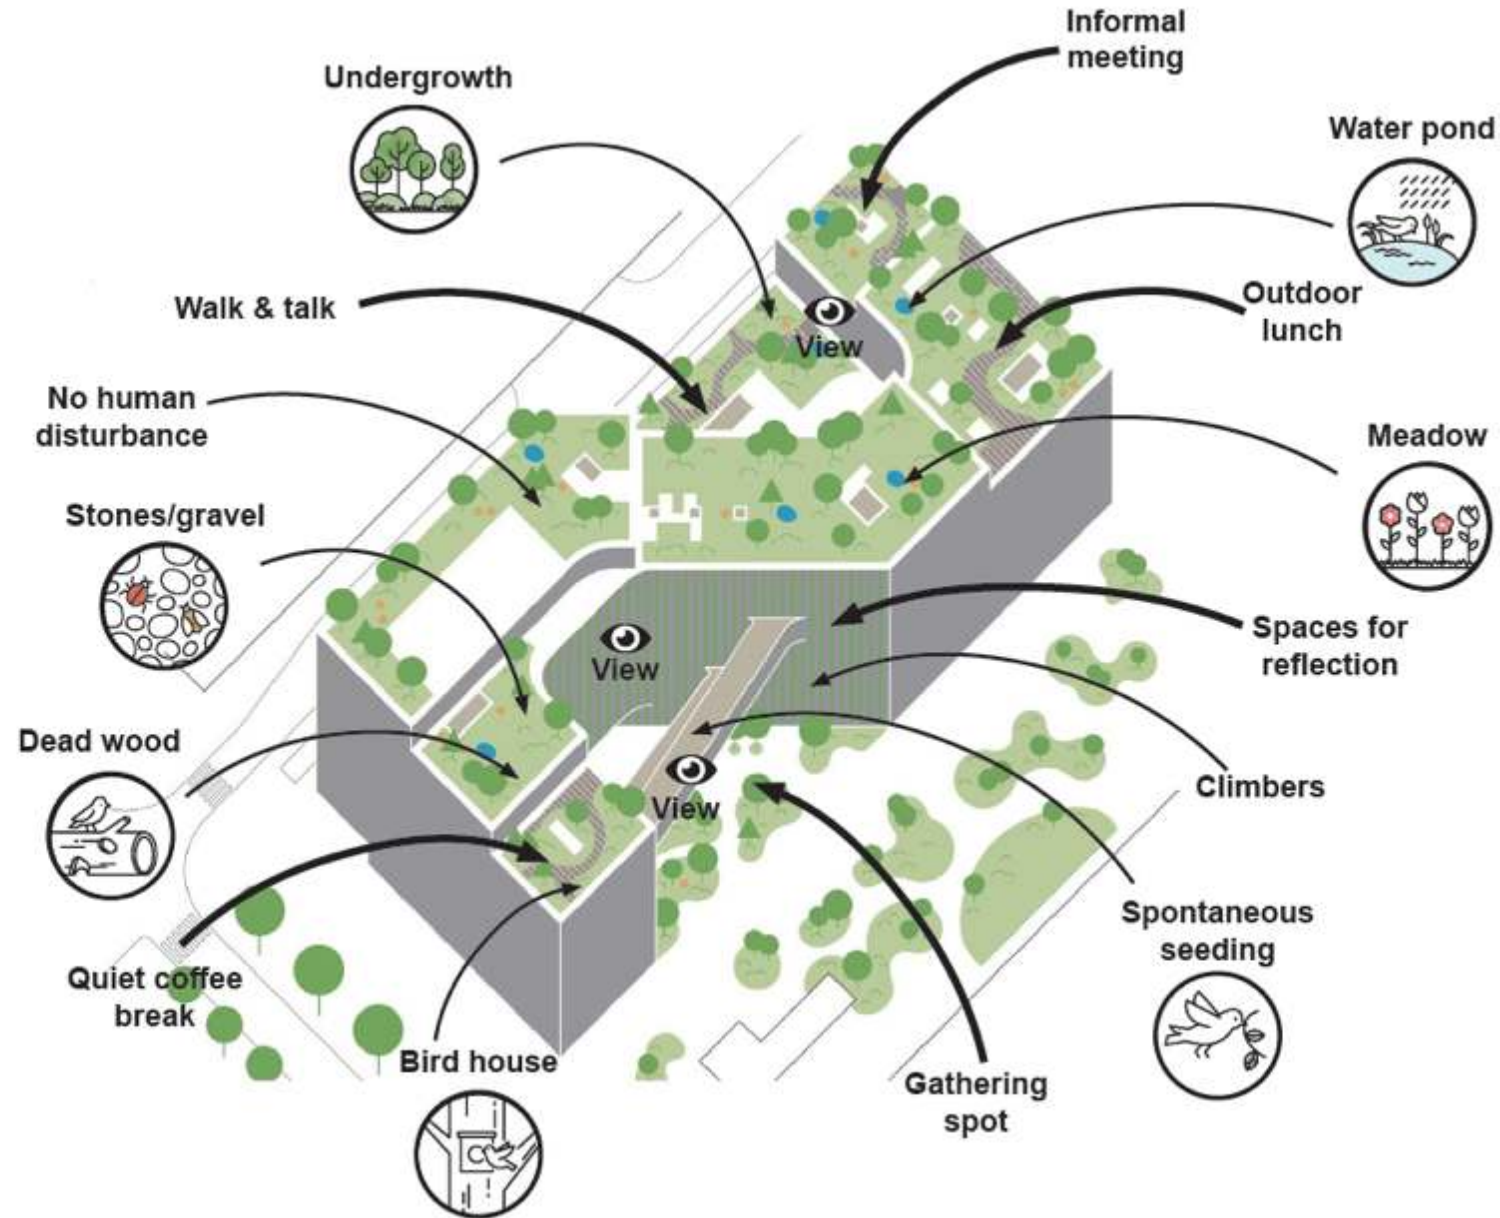 Informal
meeting
Undergrowth
Water pond
Walk & talk
Outdoor
lunch
View
No human
disturbance
Meadow
Stones/gravel
Spaces for
reflection
View
Dead wood
View
Climbers
Spontaneous
seeding
Quiet coffee
break
Bird house
Gathering
spot